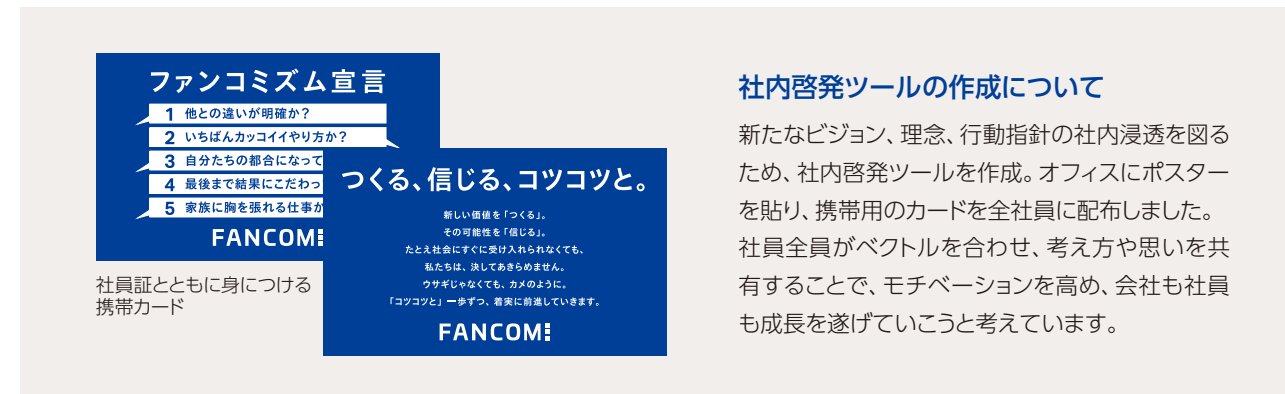 ファンコミズム宣言
1 他との違いが明確か?
2 いちばんカッコイイやり方か?
3 自分たちの都合になって
4 最後まで結果にこだわっ
5 家族に胸を張れる仕事か
FANCOM
社員証とともに身につける
携帯カード
つくる、信じる、コツコツと。
新しい価値を「つくる」。
その可能性を「信じる」。
たとえ社会にすぐに受け入れられなくても、
私たちは、決してあきらめません。
ウサギじゃなくても、カメのように。
「コツコツと」一歩ずつ、着実に前進していきます。
FANCOM
社内啓発ツールの作成について
新たなビジョン、理念、行動指針の社内浸透を図る
ため、社内啓発ツールを作成。オフィスにポスター
を貼り、携帯用のカードを全社員に配布しました。
社員全員がベクトルを合わせ、考え方や思いを共
有することで、モチベーションを高め、会社も社員
も成長を遂げていこうと考えています。